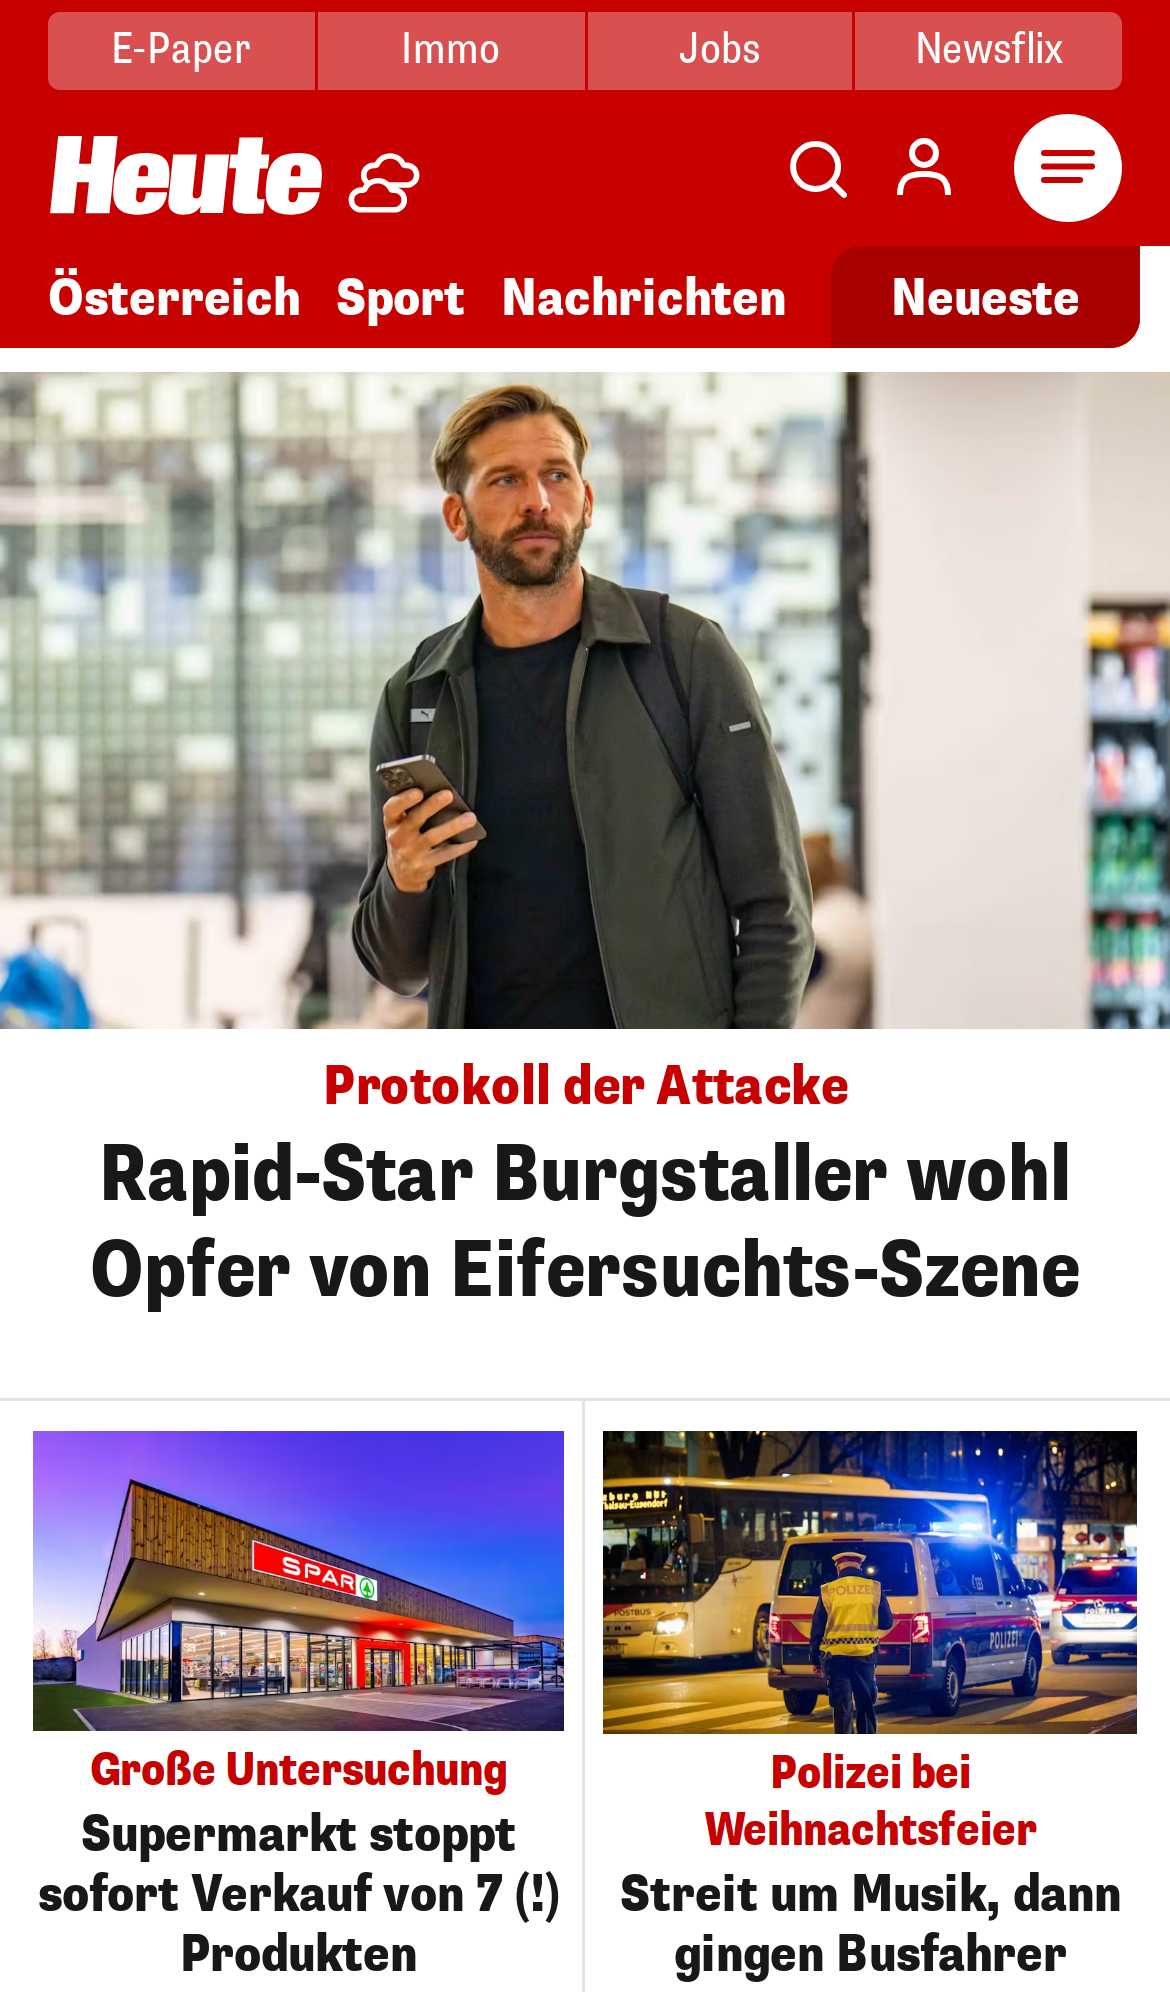 E-Paper
Immo
Jobs
Newsflix
Heute
Österreich
Sport
Nachrichten
Neueste
Protokoll der Attacke
Rapid-Star Burgstaller wohl
Opfer von Eifersuchts-Szene
SPAR
POSTBUS
POLIZEI
POLIZEI
Große Untersuchung
Supermarkt stoppt
sofort Verkauf von 7 (!)
Produkten
Polizei bei
Weihnachtsfeier
Streit um Musik, dann
gingen Busfahrer